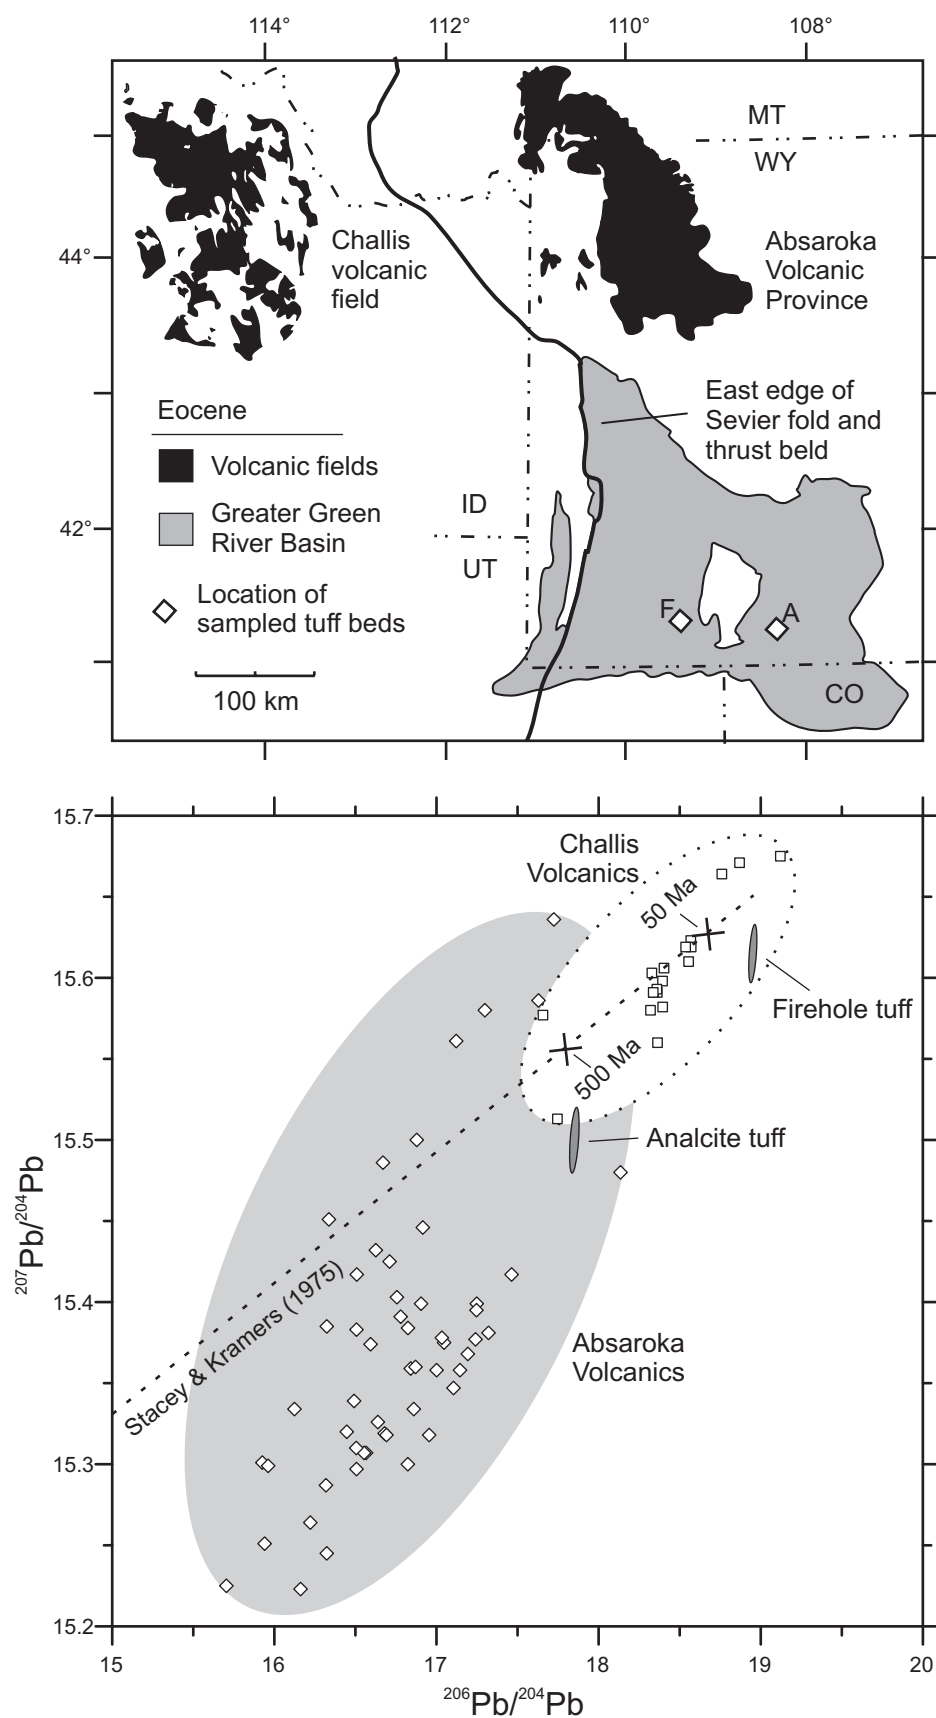 114° 112° 110° 108°
MT
WY
Challis
volcanic
field
Absaroka
Volcanic
Province
44°
East edge of
Sevier fold and
thrust beld
Eocene
Volcanic fields
Greater Green
River Basin
ID
42°
UT
Location of
sampled tuff beds
F
A
100 km
CO
15.7
Challis
Volcanics
50 Ma
15.6
Firehole tuff
500 Ma
15.5
Analcite tuff
207Pb/204Pb
15.4
Stacey & Kramers (1975)
Absaroka
Volcanics
15.3
15.2
15 16 17 18 19 20
206Pb/204Pb